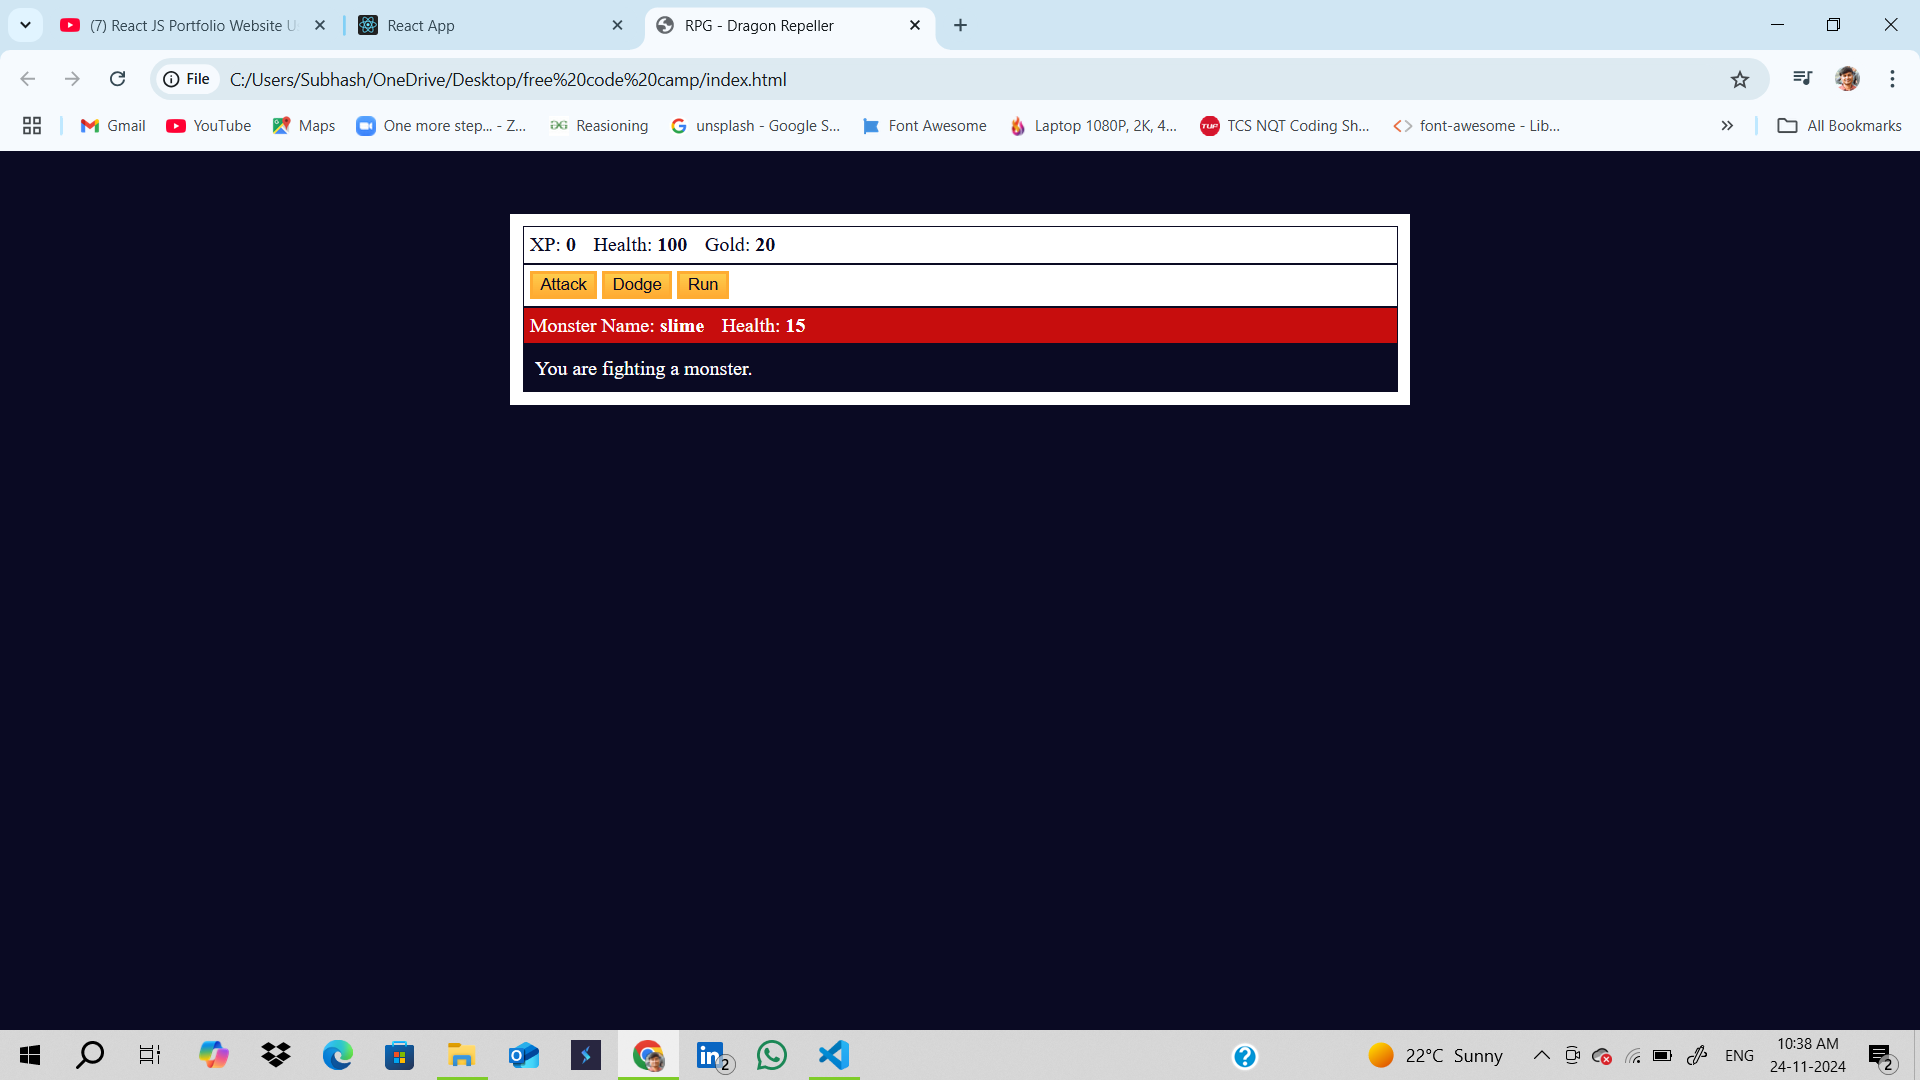 (7) React JS Portfolio Website U
React App
RPG - Dragon Repeller
File
C:/Users/Subhash/OneDrive/Desktop/free%20code%20camp/index.html
Gmail
YouTube
Maps
One more step... - Z...
Reasoning
unsplash - Google S...
Font Awesome
Laptop 1080P, 2K, 4...
TCS NQT Coding Sh...
font-awesome - Lib...
All Bookmarks
XP: 0 Health: 100 Gold: 20
Attack Dodge Run
Monster Name: slime Health: 15
You are fighting a monster.
22°C Sunny
ENG
10:38 AM
24-11-2024
2
2